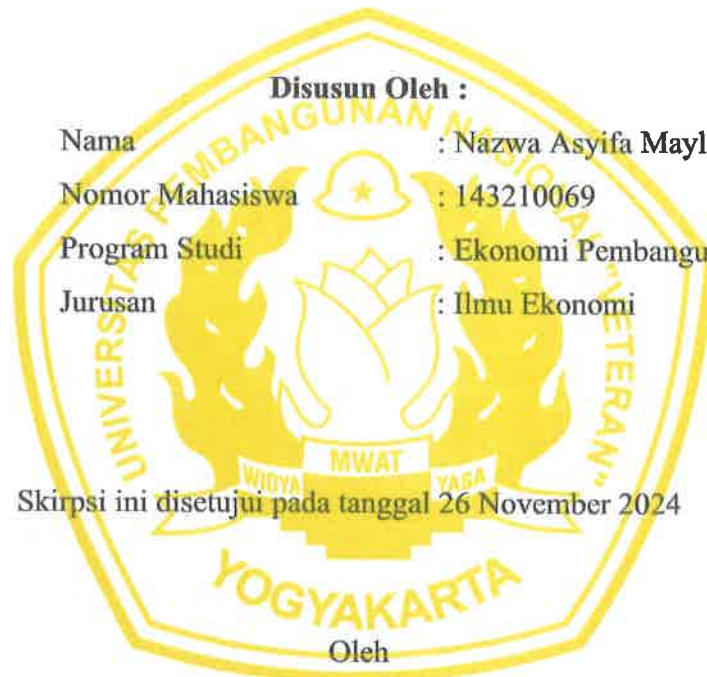 Disusun Oleh :
Nama : Nazwa Asyifa Mayl
Nomor Mahasiswa : 143210069
Program Studi : Ekonomi Pembangu
Jurusan : Ilmu Ekonomi
UNIVERSITAS PEMBANGUNAN NASIONAL "VETERAN"
WIDYA MWAT YASA
Skirpsi ini disetujui pada tanggal 26 November 2024
YOGYAKARTA
Oleh